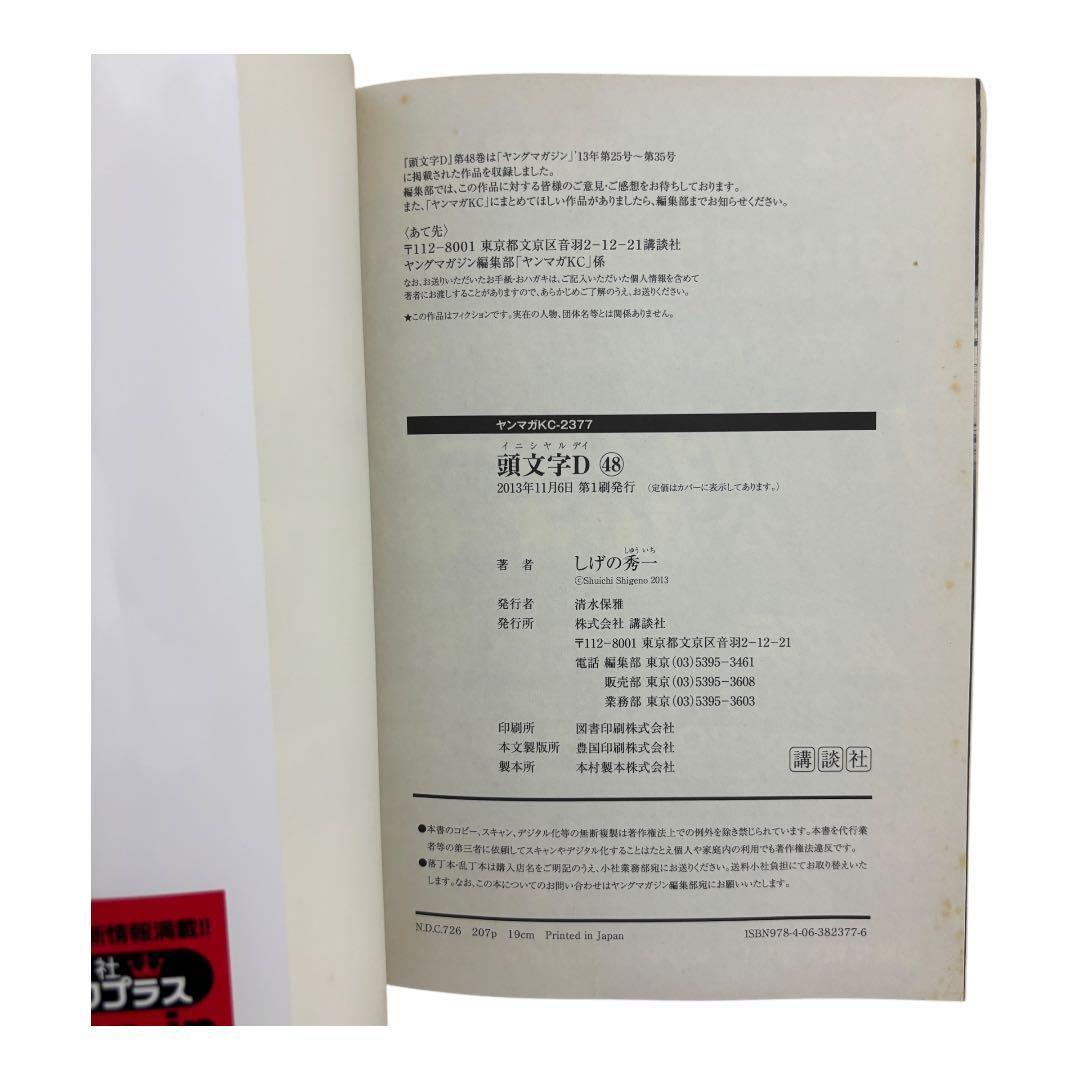 『頭文字D』第48巻は「ヤングマガジン」'13年第25号～第35号
に掲載された作品を収録しました。
編集部では、この作品に対する皆様のご意見・ご感想をお待ちしております。
また、「ヤンマガKC」にまとめてほしい作品がありましたら、編集部までお知らせください。
〈あて先〉
〒112-8001 東京都文京区音羽2-12-21講談社
ヤングマガジン編集部「ヤンマガKC」係
なお、お送りいただいたお手紙・おハガキは、ご記入いただいた個人情報を含めて
著者にお渡しすることがありますので、あらかじめご了解のうえ、お送りください。
★この作品はフィクションです。実在の人物、団体名等とは関係ありません。
ヤンマガKC-2377
イニシャル デイ
頭文字D ㊽
2013年11月6日 第1刷発行 （定価はカバーに表示してあります。）
しゅういち
著者 しげの秀一
©Shuichi Shigeno 2013
発行者 清水保雅
発行所 株式会社 講談社
〒112-8001 東京都文京区音羽2-12-21
電話 編集部 東京(03)5395-3461
販売部 東京(03)5395-3608
業務部 東京(03)5395-3603
印刷所 図書印刷株式会社
本文製版所 豊国印刷株式会社
製本所 本村製本株式会社
講談社
●本書のコピー、スキャン、デジタル化等の無断複製は著作権法上での例外を除き禁じられています。本書を代行業
者等の第三者に依頼してスキャンやデジタル化することはたとえ個人や家庭内の利用でも著作権法違反です。
●落丁本・乱丁本は購入店名をご明記のうえ、小社業務部宛にお送りください。送料小社負担にてお取り替えいた
します。なお、この本についてのお問い合わせはヤングマガジン編集部宛にお願いいたします。
N.D.C.726 207p 19cm Printed in Japan ISBN978-4-06-382377-6
新情報満載!!
社
プラス